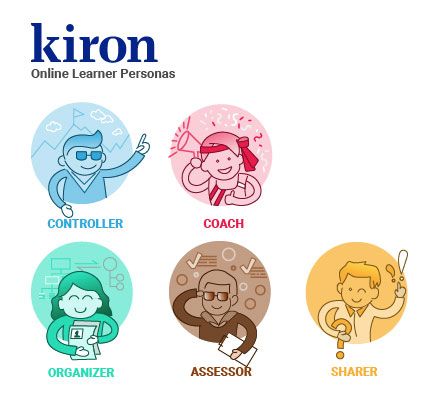 kiron
Online Learner Personas
CONTROLLER
COACH
ORGANIZER
ASSESSOR
SHARER